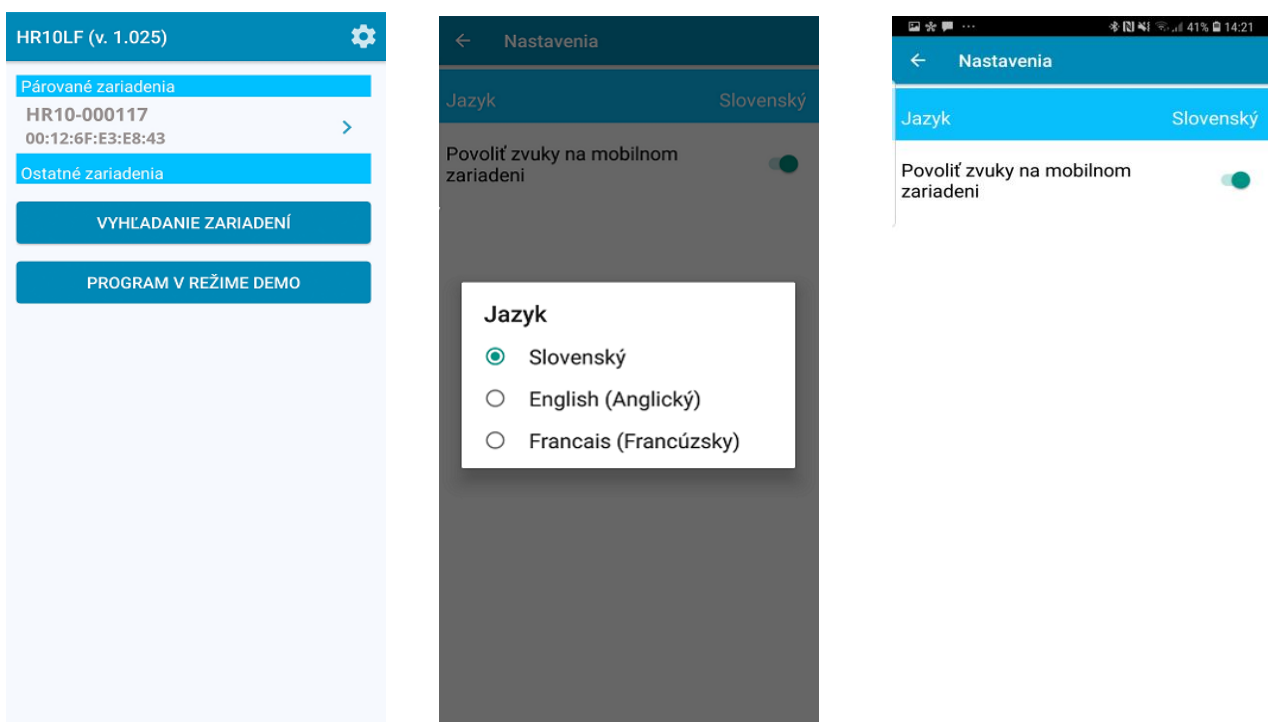 HR10LF (v. 1.025)
Párované zariadenia
HR10-000117
00:12:6F:E3:E8:43
Ostatné zariadenia
VYHĽADANIE ZARIADENÍ
PROGRAM V REŽIME DEMO
Nastavenia
Jazyk Slovenský
Povoliť zvuky na mobilnom
zariadeni
Jazyk
Slovenský
English (Anglický)
Francais (Francúzsky)
41% 14:21
Nastavenia
Jazyk Slovenský
Povoliť zvuky na mobilnom
zariadeni